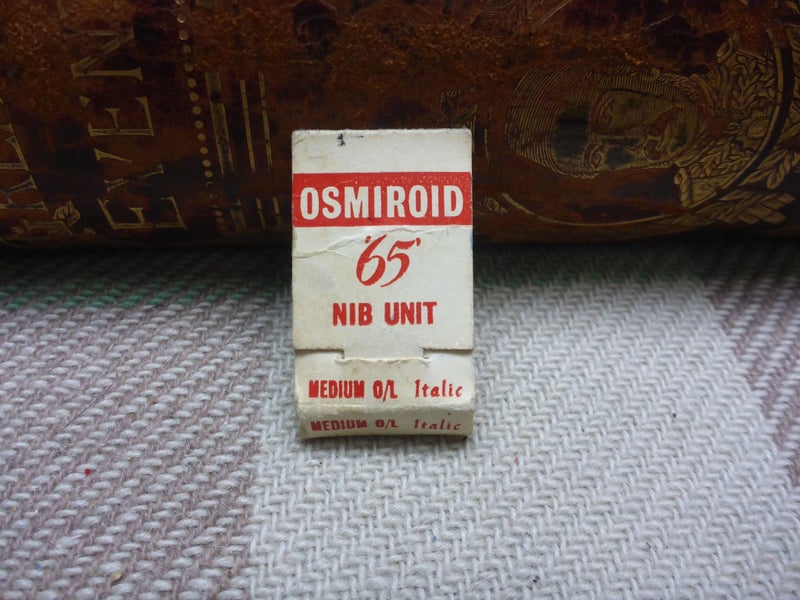 OSMIROID
'65'
NIB UNIT
MEDIUM O/L Italic
MEDIUM O/L Italic